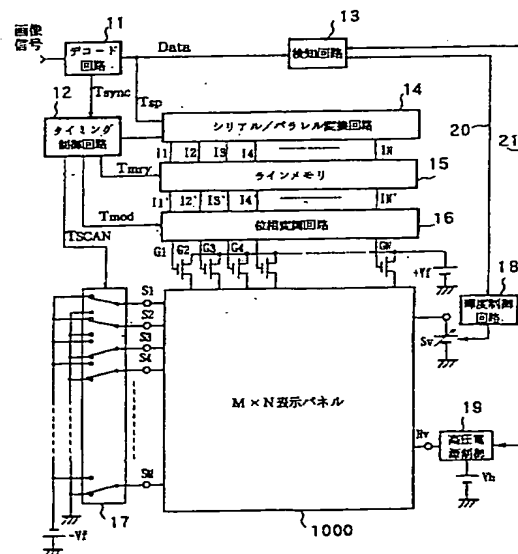 画像
信号
11
デコード
回路
Data
13
検知回路
12
Tsync
Tsp
14
20
21
タイミング
制御回路
シリアル/パラレル変換回路
I1 I2 I3 I4 IN
Tmry
ラインメモリ
15
I1' I2' I3' I4' IN'
Tmod
位相変調回路
16
TSCAN
G1 G2 G3 G4 GN
+Vf
18
輝度制御
回路
S1
S2
S3
S4
Sv
M×N表示パネル
19
Hv
高圧電
源制御
SM
Vh
17
-Vf
1000